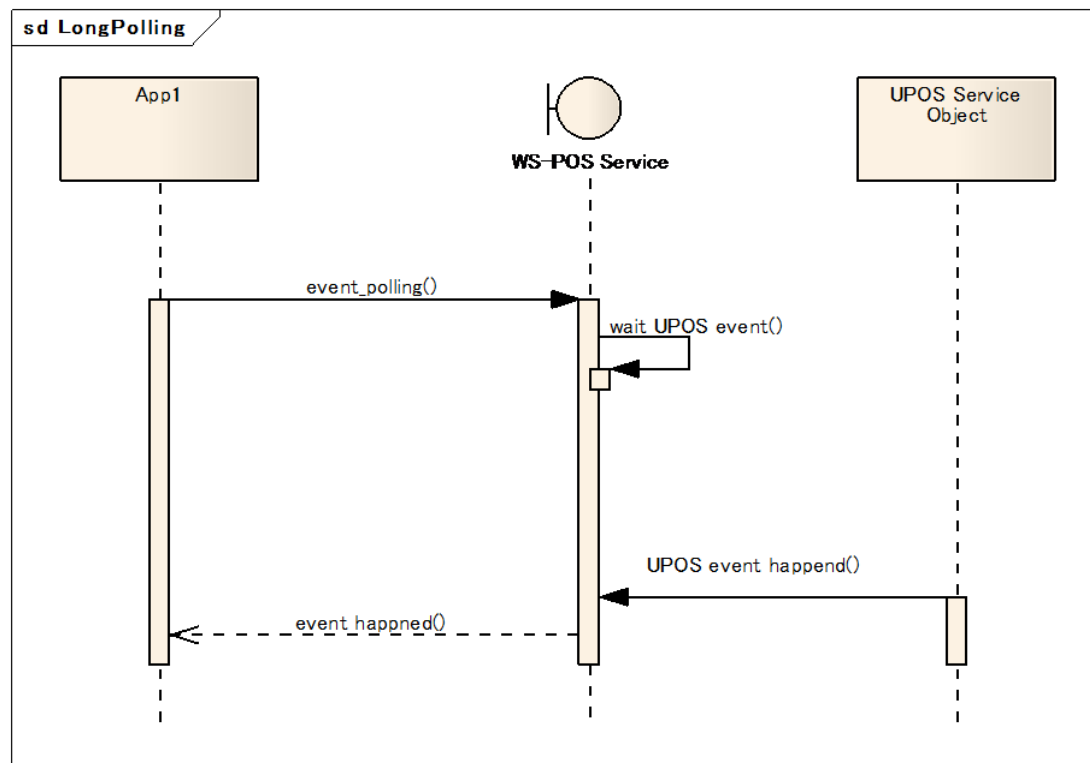 sd LongPolling
App1
WS-POS Service
UPOS Service
Object
event_polling()
wait UPOS event()
UPOS event happend()
event happned()